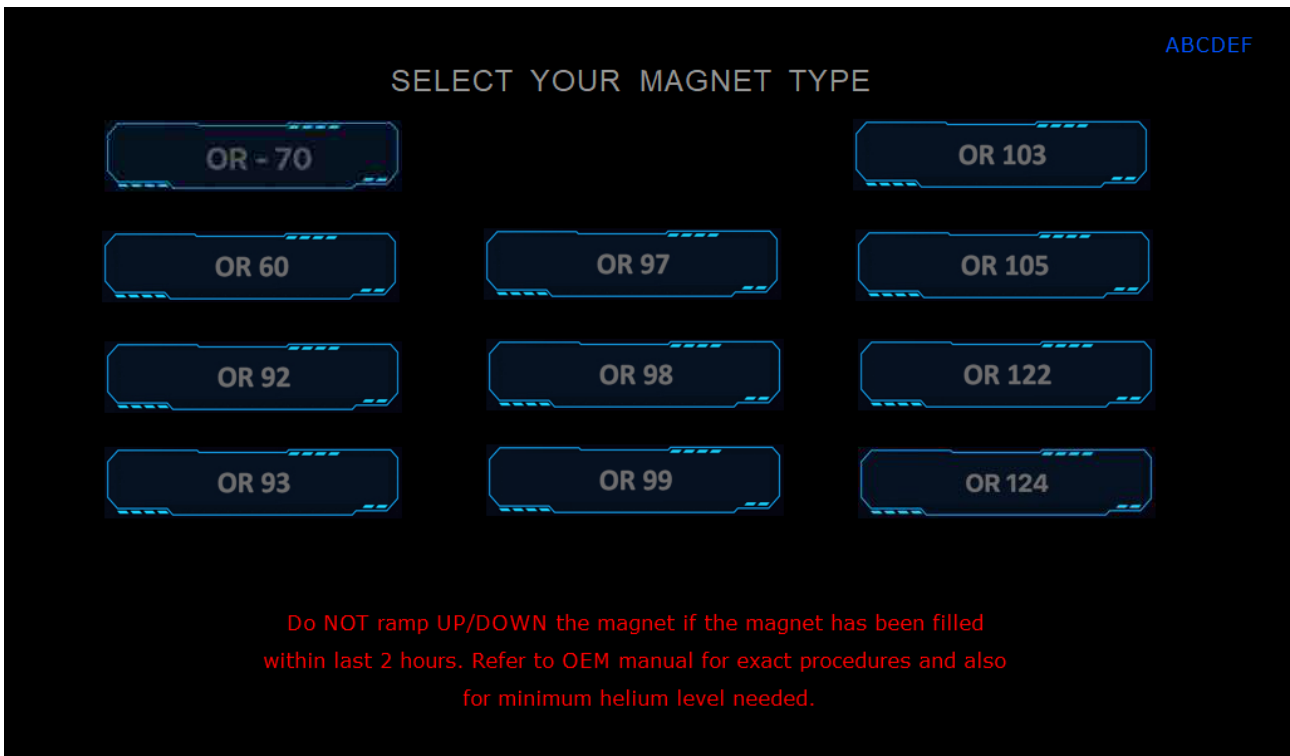 ABCDEF
SELECT YOUR MAGNET TYPE
OR - 70
OR 103
OR 60
OR 97
OR 105
OR 92
OR 98
OR 122
OR 93
OR 99
OR 124
Do NOT ramp UP/DOWN the magnet if the magnet has been filled
within last 2 hours. Refer to OEM manual for exact procedures and also
for minimum helium level needed.